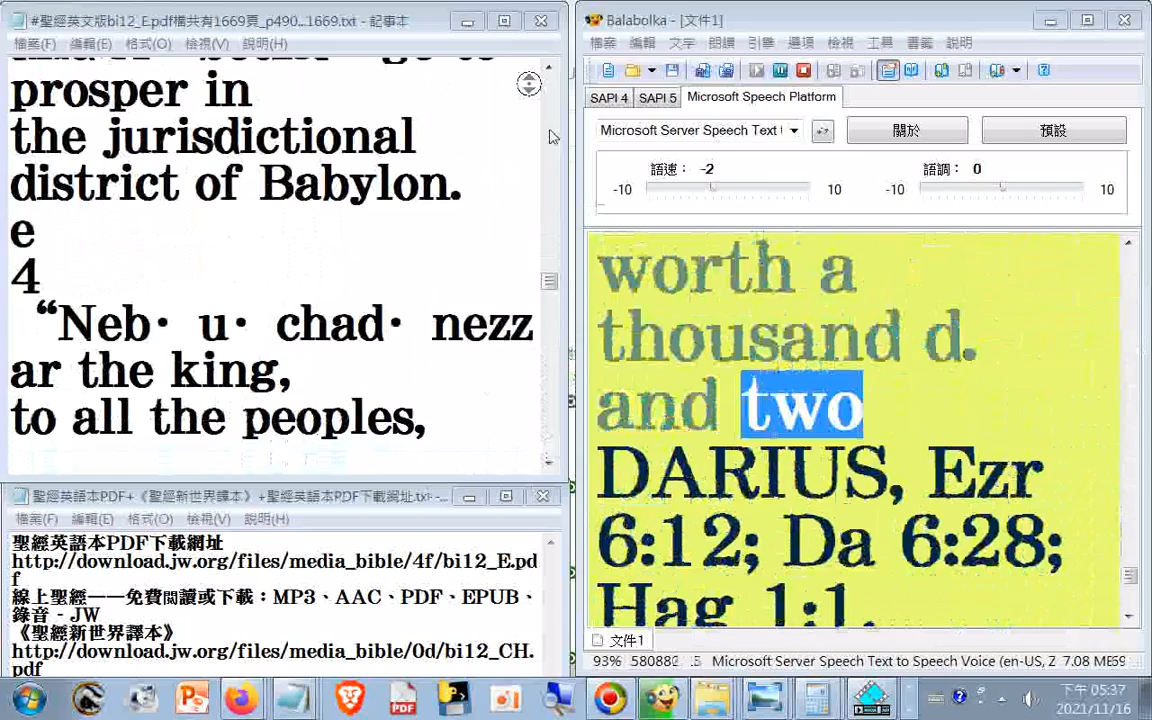 #聖經英文版bi12_E.pdf檔共有1669頁_p490...1669.txt - 記事本
檔案(F) 編輯(E) 格式(O) 檢視(V) 說明(H)
prosper in
the jurisdictional
district of Babylon.
e
4
“Neb· u· chad· nezz
ar the king,
to all the peoples,
聖經英語本PDF+《聖經新世界譯本》+聖經英語本PDF下載網址.txt - ...
檔案(F) 編輯(E) 格式(O) 檢視(V) 說明(H)
聖經英語本PDF下載網址
http://download.jw.org/files/media_bible/4f/bi12_E.pd
f
線上聖經——免費閱讀或下載：MP3、AAC、PDF、EPUB、
錄音 - JW
《聖經新世界譯本》
http://download.jw.org/files/media_bible/0d/bi12_CH.
pdf
Balabolka - [文件1]
檔案 編輯 文字 朗讀 引擎 選項 檢視 工具 書籤 說明
SAPI 4 SAPI 5 Microsoft Speech Platform
Microsoft Server Speech Text 關於 預設
語速： -2 語調： 0
-10 10 -10 10
worth a
thousand d.
and two
DARIUS, Ezr
6:12; Da 6:28;
Hag 1:1.
文件1
93% 580882 Microsoft Server Speech Text to Speech Voice (en-US, Z 7.08 ME
下午 05:37
2021/11/16